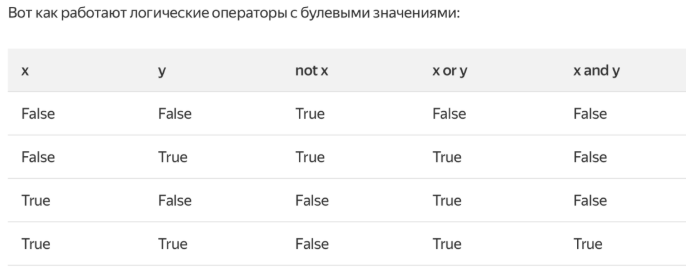 Вот как работают логические операторы с булевыми значениями:
x y not x x or y x and y
False False True False False
False True True True False
True False False True False
True True False True True